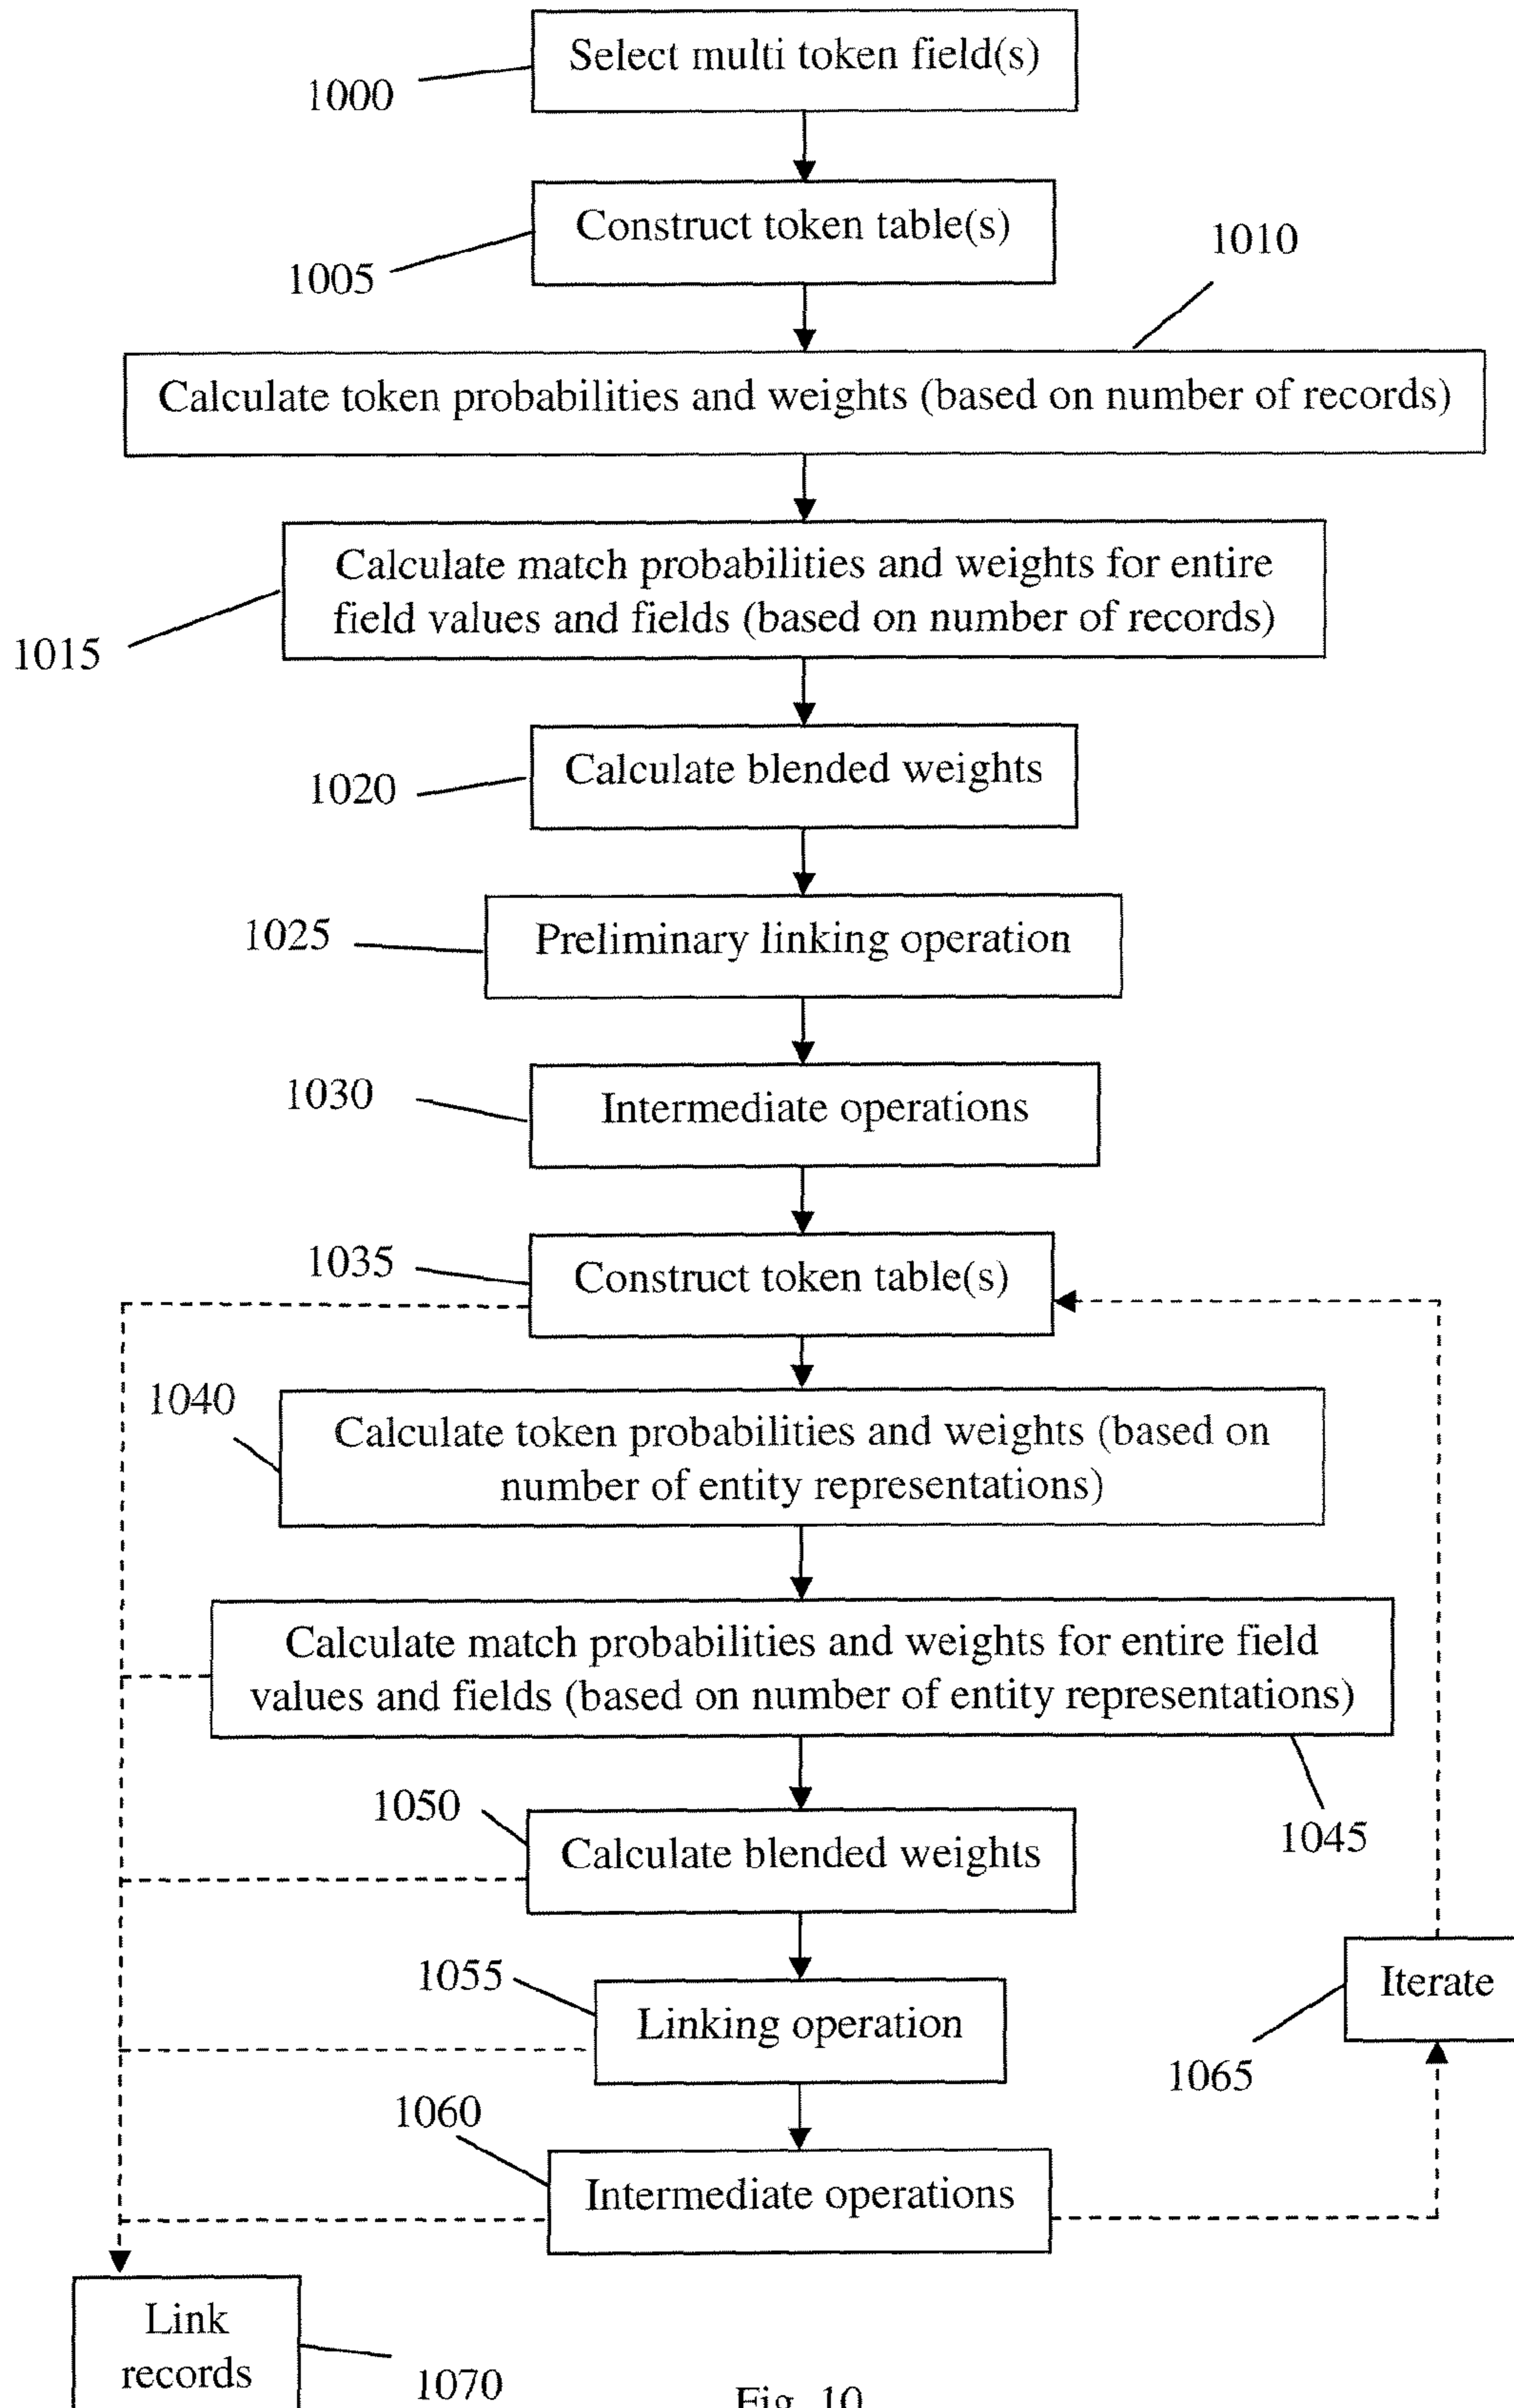 Select multi token field(s)
1000
Construct token table(s)
1005
1010
Calculate token probabilities and weights (based on number of records)
Calculate match probabilities and weights for entire
field values and fields (based on number of records)
1015
Calculate blended weights
1020
Preliminary linking operation
1025
Intermediate operations
1030
Construct token table(s)
1035
1040
Calculate token probabilities and weights (based on
number of entity representations)
Calculate match probabilities and weights for entire field
values and fields (based on number of entity representations)
1045
1050
Calculate blended weights
1055
Linking operation
Iterate
1065
1060
Intermediate operations
Link
records
1070
Fig. 10